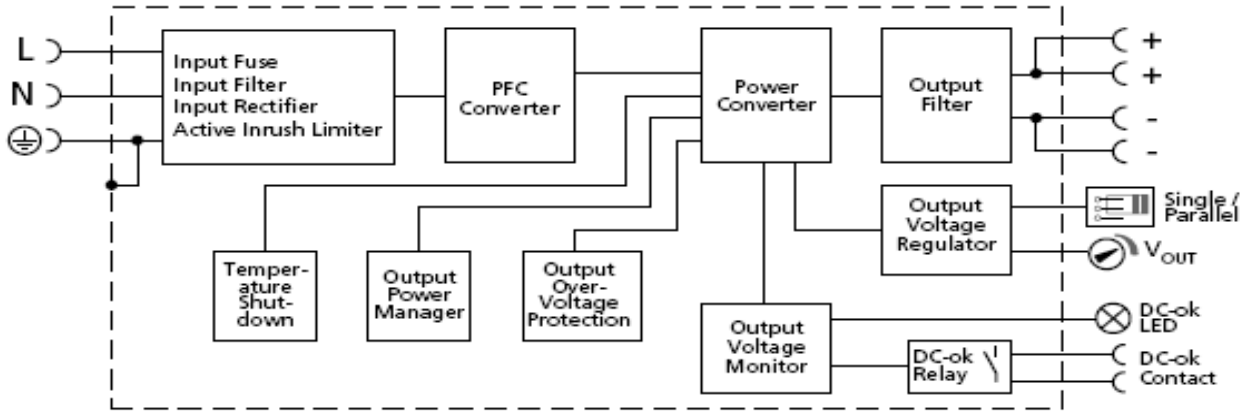 L
N
Input Fuse
Input Filter
Input Rectifier
Active Inrush Limiter
PFC
Converter
Power
Converter
Output
Filter
+
+
-
-
Temper-
ature
Shut-
down
Output
Power
Manager
Output
Over-
Voltage
Protection
Output
Voltage
Regulator
Single /
Parallel
VOUT
Output
Voltage
Monitor
DC-ok
LED
DC-ok
Relay
DC-ok
Contact